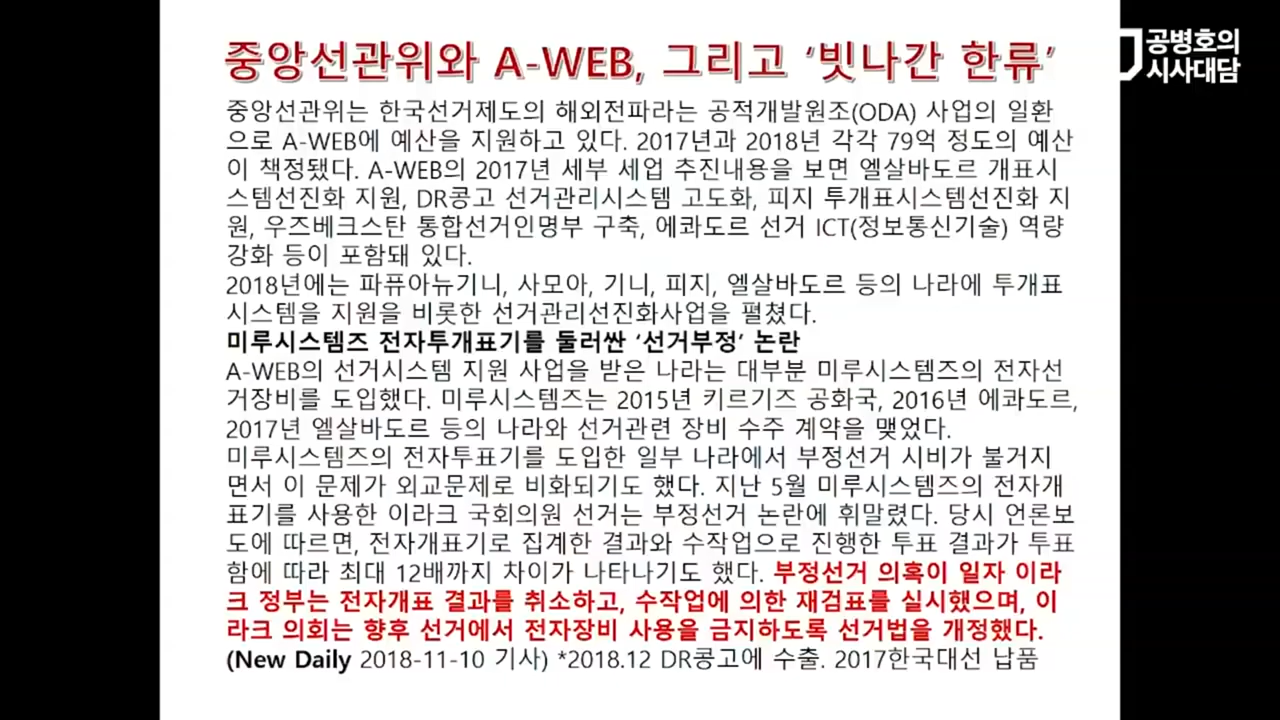 중앙선관위와 A-WEB, 그리고 ‘빗나간 한류’
공병호의
시사대담
중앙선관위는 한국선거제도의 해외전파라는 공적개발원조(ODA) 사업의 일환
으로 A-WEB에 예산을 지원하고 있다. 2017년과 2018년 각각 79억 정도의 예산
이 책정됐다. A-WEB의 2017년 세부 세업 추진내용을 보면 엘살바도르 개표시
스템선진화 지원, DR콩고 선거관리시스템 고도화, 피지 투개표시스템선진화 지
원, 우즈베크스탄 통합선거인명부 구축, 에콰도르 선거 ICT(정보통신기술) 역량
강화 등이 포함돼 있다.
2018년에는 파퓨아뉴기니, 사모아, 기니, 피지, 엘살바도르 등의 나라에 투개표
시스템을 지원을 비롯한 선거관리선진화사업을 펼쳤다.
미루시스템즈 전자투개표기를 둘러싼 ‘선거부정’ 논란
A-WEB의 선거시스템 지원 사업을 받은 나라는 대부분 미루시스템즈의 전자선
거장비를 도입했다. 미루시스템즈는 2015년 키르기즈 공화국, 2016년 에콰도르,
2017년 엘살바도르 등의 나라와 선거관련 장비 수주 계약을 맺었다.
미루시스템즈의 전자투표기를 도입한 일부 나라에서 부정선거 시비가 불거지
면서 이 문제가 외교문제로 비화되기도 했다. 지난 5월 미루시스템즈의 전자개
표기를 사용한 이라크 국회의원 선거는 부정선거 논란에 휘말렸다. 당시 언론보
도에 따르면, 전자개표기로 집계한 결과와 수작업으로 진행한 투표 결과가 투표
함에 따라 최대 12배까지 차이가 나타나기도 했다. 부정선거 의혹이 일자 이라
크 정부는 전자개표 결과를 취소하고, 수작업에 의한 재검표를 실시했으며, 이
라크 의회는 향후 선거에서 전자장비 사용을 금지하도록 선거법을 개정했다.
(New Daily 2018-11-10 기사) *2018.12 DR콩고에 수출. 2017한국대선 납품